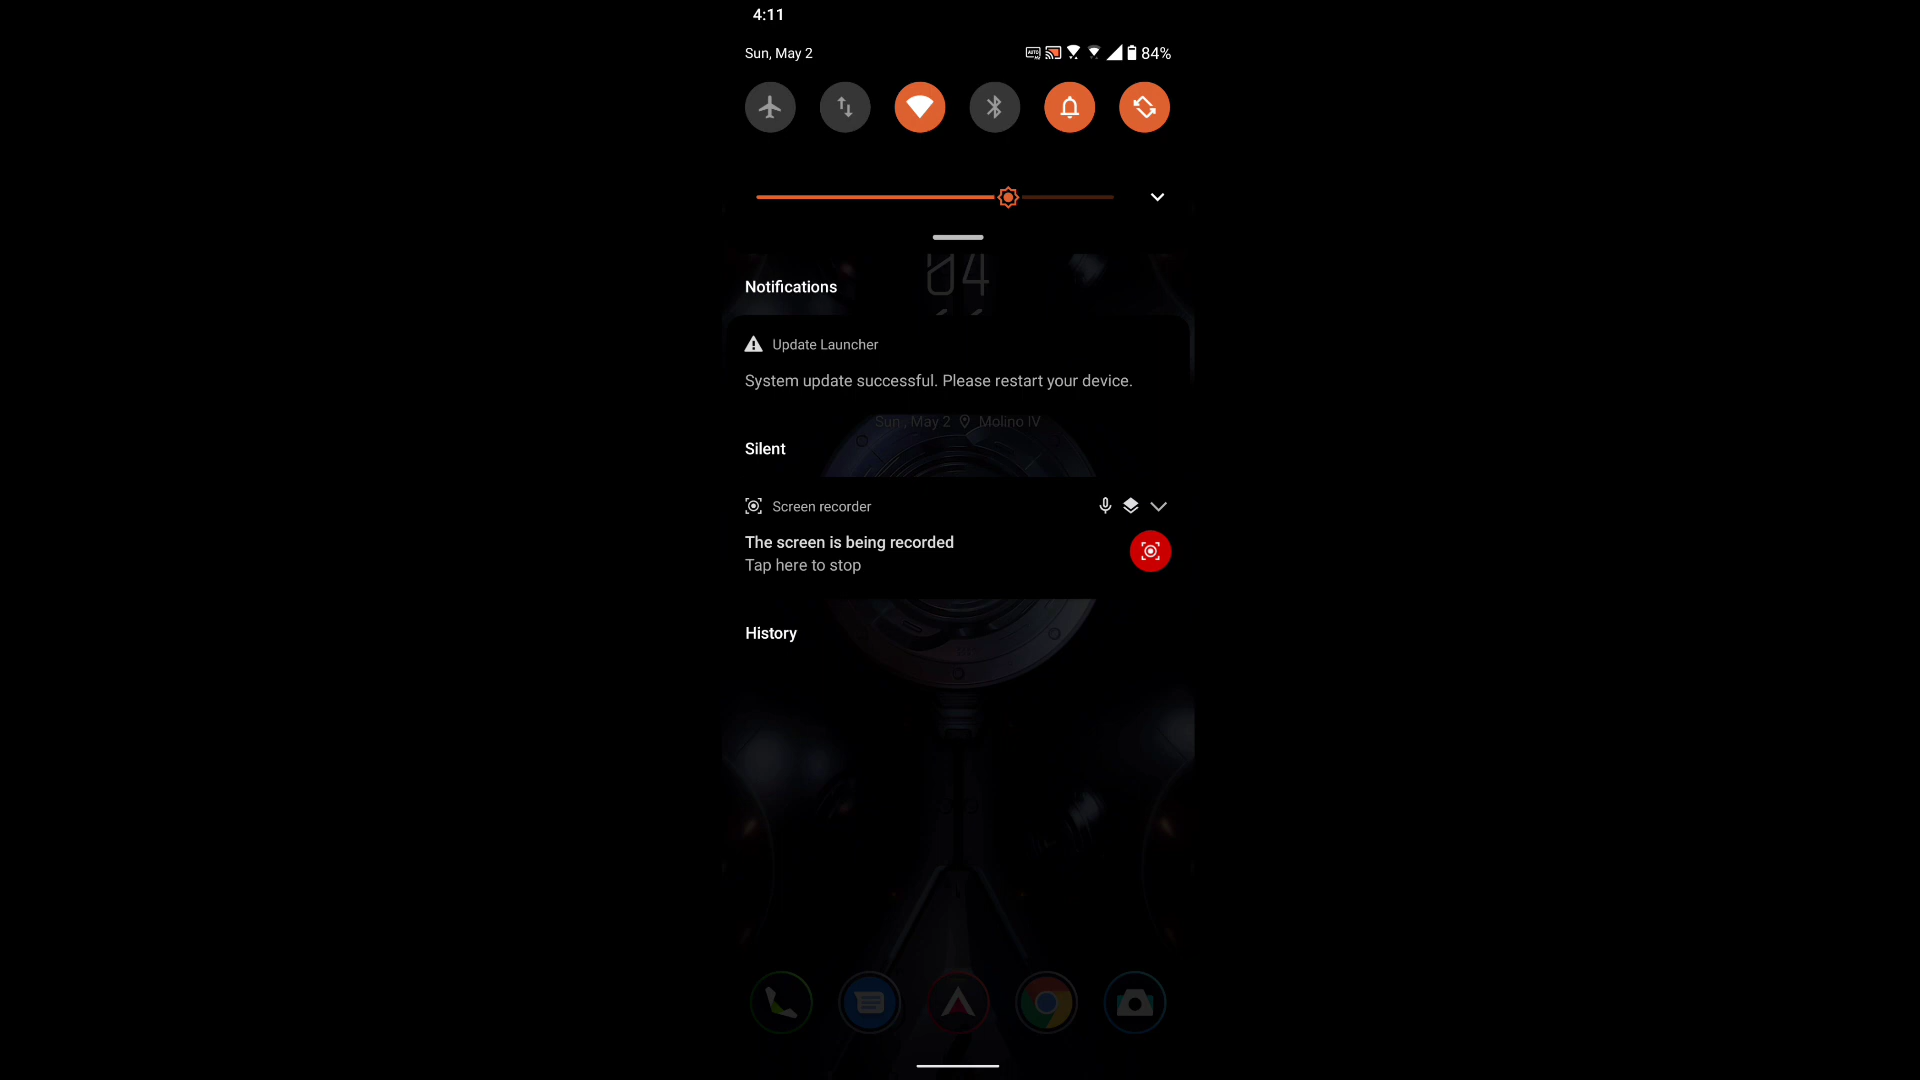 4:11
Sun, May 2
84%
04
Notifications
Update Launcher
System update successful. Please restart your device.
Sun , May 2 Molino IV
Silent
Screen recorder
The screen is being recorded
Tap here to stop
History